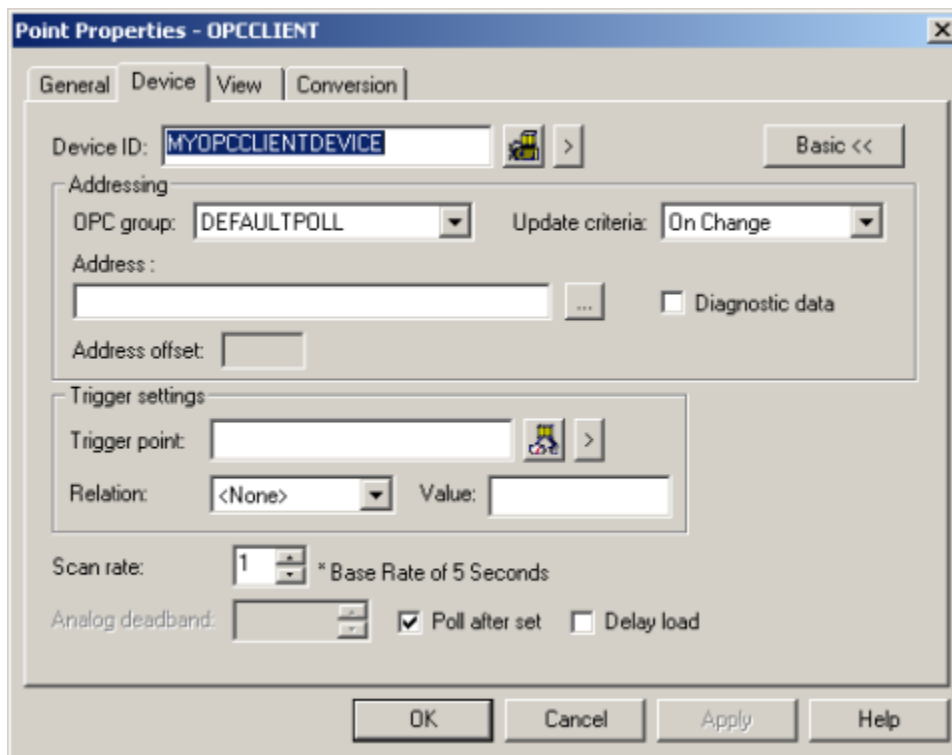 Point Properties - OPCCLIENT
General Device View Conversion
Device ID: MYOPCCLIENTDEVICE > Basic <<
Addressing
OPC group: DEFAULTPOLL Update criteria: On Change
Address :
... Diagnostic data
Address offset:
Trigger settings
Trigger point: >
Relation: <None> Value:
Scan rate: 1 * Base Rate of 5 Seconds
Analog deadband: Poll after set Delay load
OK Cancel Apply Help